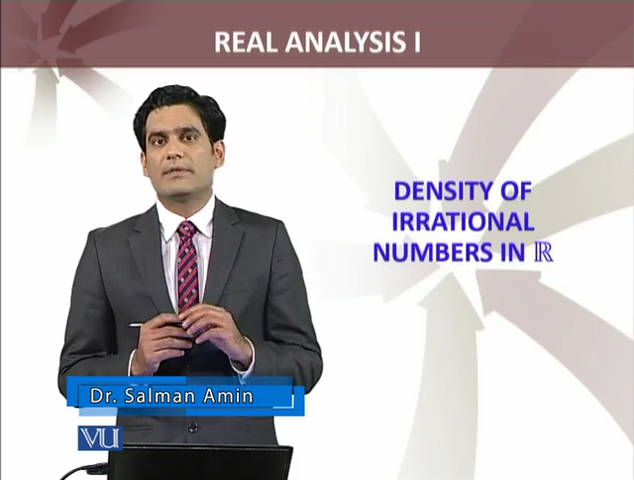 REAL ANALYSIS I
DENSITY OF
IRRATIONAL
NUMBERS IN ℝ
Dr. Salman Amin
VU